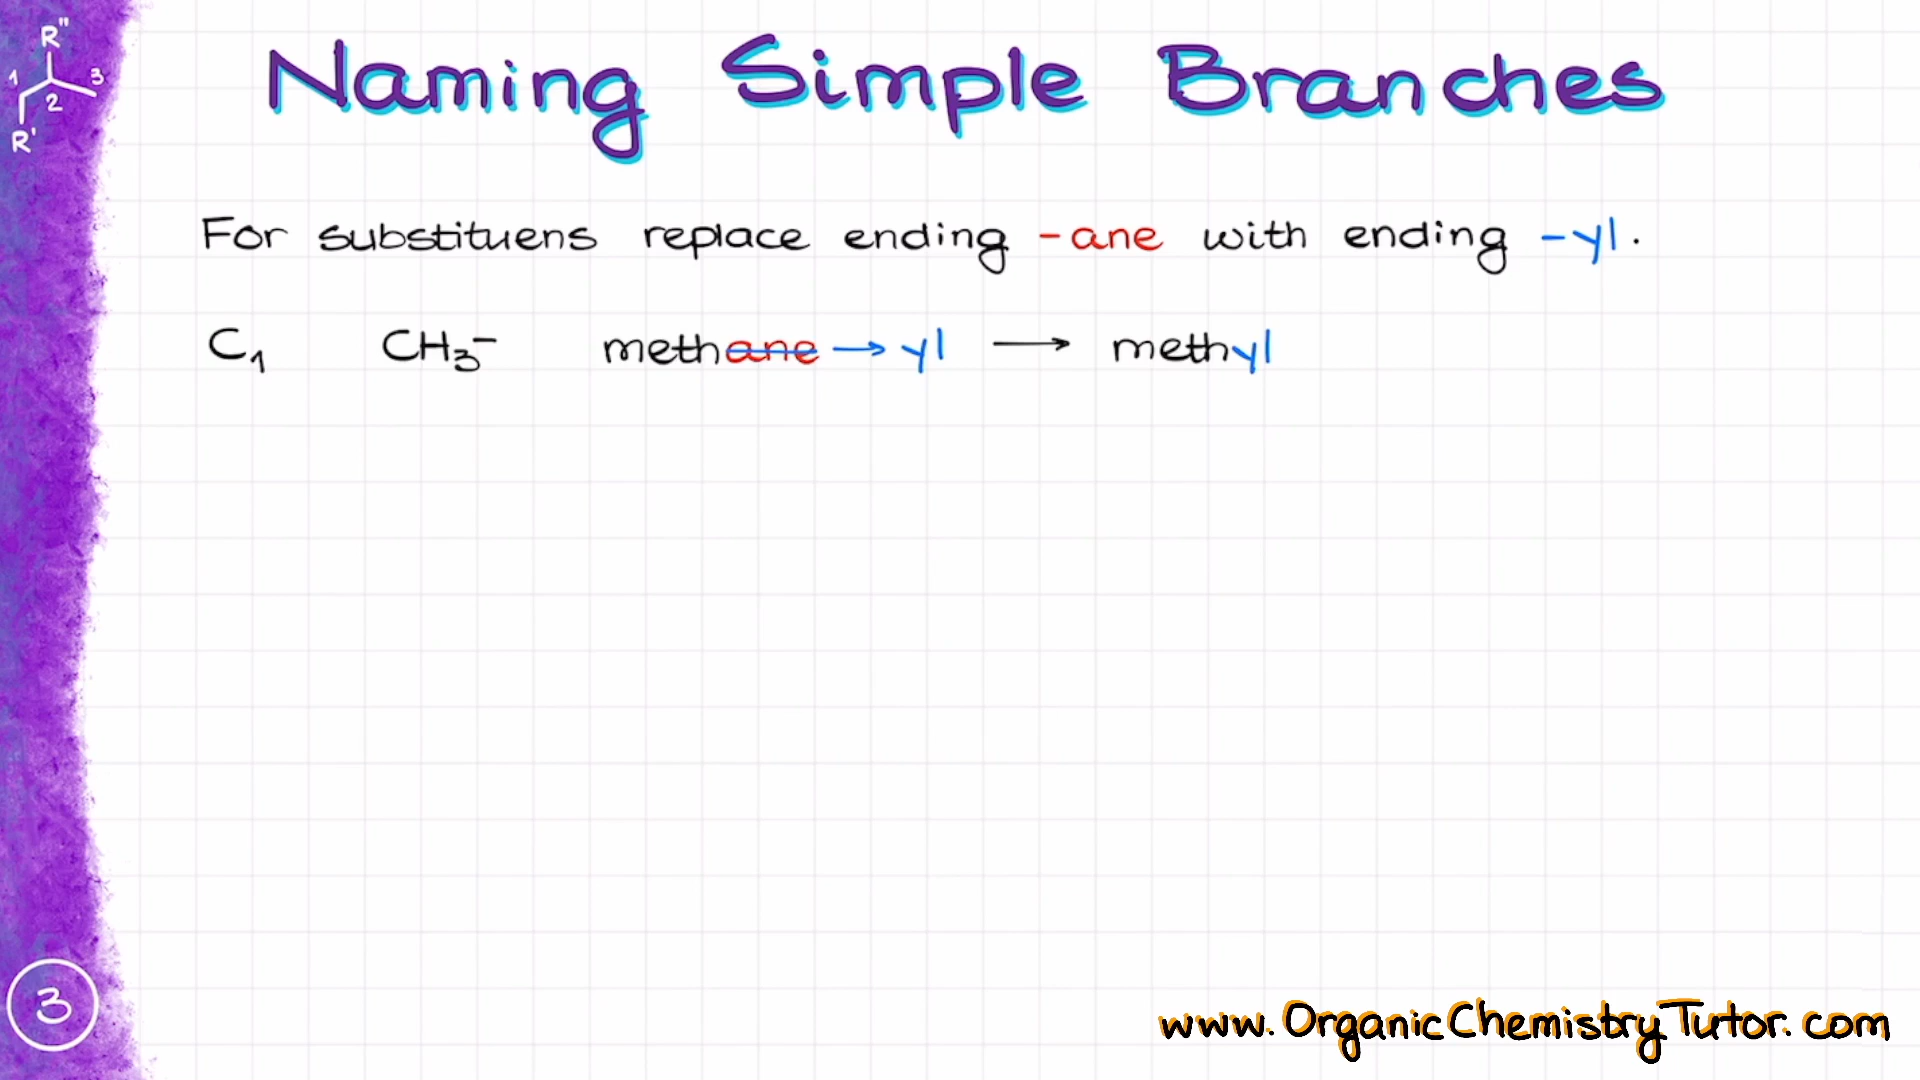 R"
1 3
2
R'
Naming Simple Branches
For substituens replace ending -ane with ending -yl.
C₁ CH₃- methane → yl ⟶ methyl
3
www.OrganicChemistryTutor.com